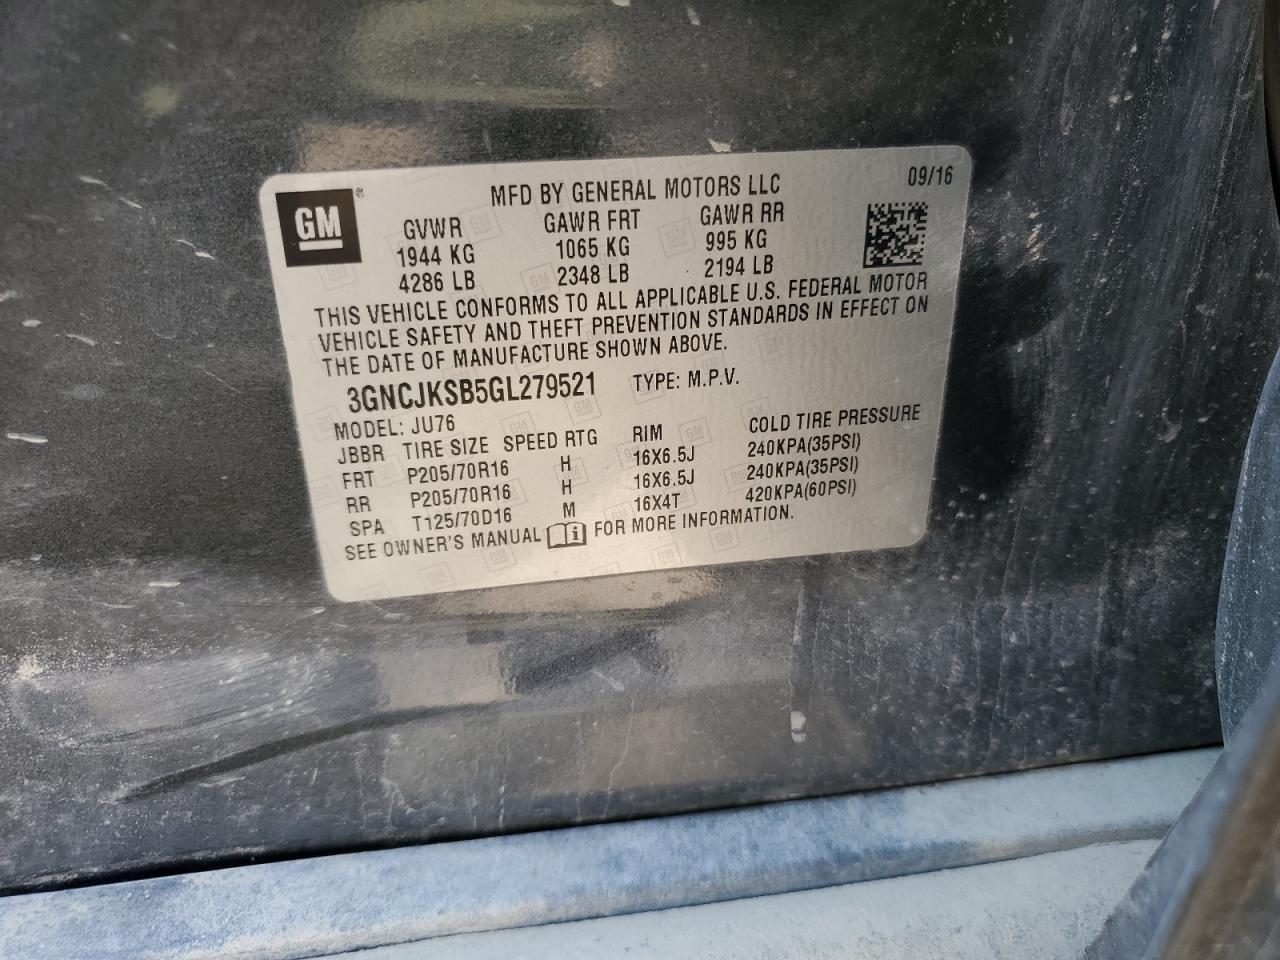 GM ®
MFD BY GENERAL MOTORS LLC 09/16
GVWR GAWR FRT GAWR RR
1944 KG 1065 KG 995 KG
4286 LB 2348 LB 2194 LB
THIS VEHICLE CONFORMS TO ALL APPLICABLE U.S. FEDERAL MOTOR
VEHICLE SAFETY AND THEFT PREVENTION STANDARDS IN EFFECT ON
THE DATE OF MANUFACTURE SHOWN ABOVE.
3GNCJKSB5GL279521 TYPE: M.P.V.
MODEL: JU76
JBBR TIRE SIZE SPEED RTG RIM COLD TIRE PRESSURE
FRT P205/70R16 H 16X6.5J 240KPA(35PSI)
RR P205/70R16 H 16X6.5J 240KPA(35PSI)
SPA T125/70D16 M 16X4T 420KPA(60PSI)
SEE OWNER'S MANUAL i FOR MORE INFORMATION.